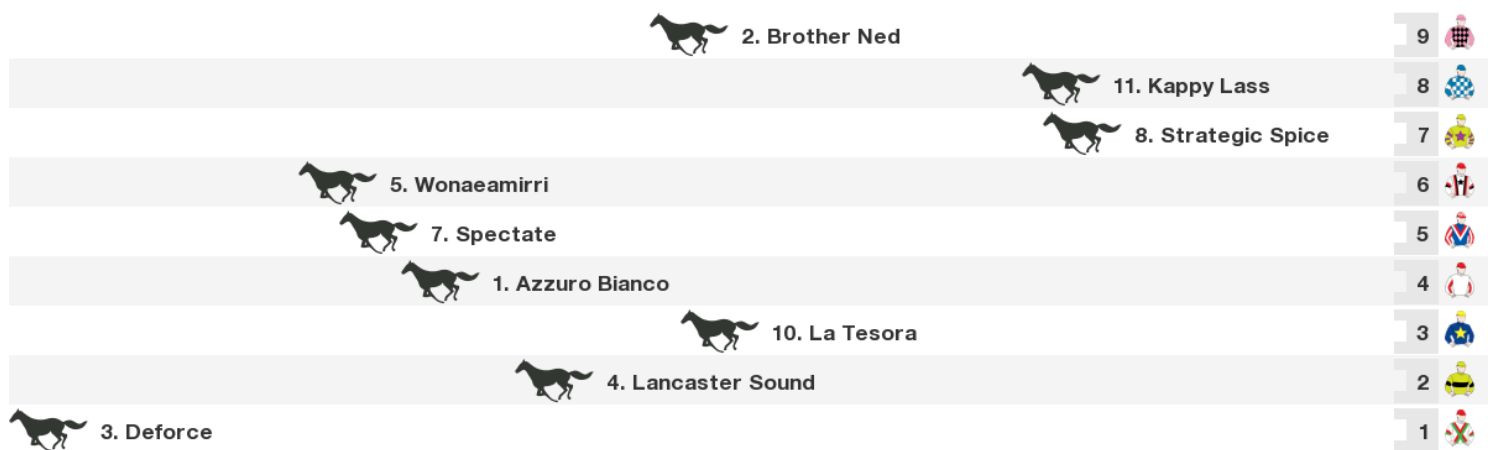 2. Brother Ned 9
11. Kappy Lass 8
8. Strategic Spice 7
5. Wonaeamirri 6
7. Spectate 5
1. Azzuro Bianco 4
10. La Tesora 3
4. Lancaster Sound 2
3. Deforce 1